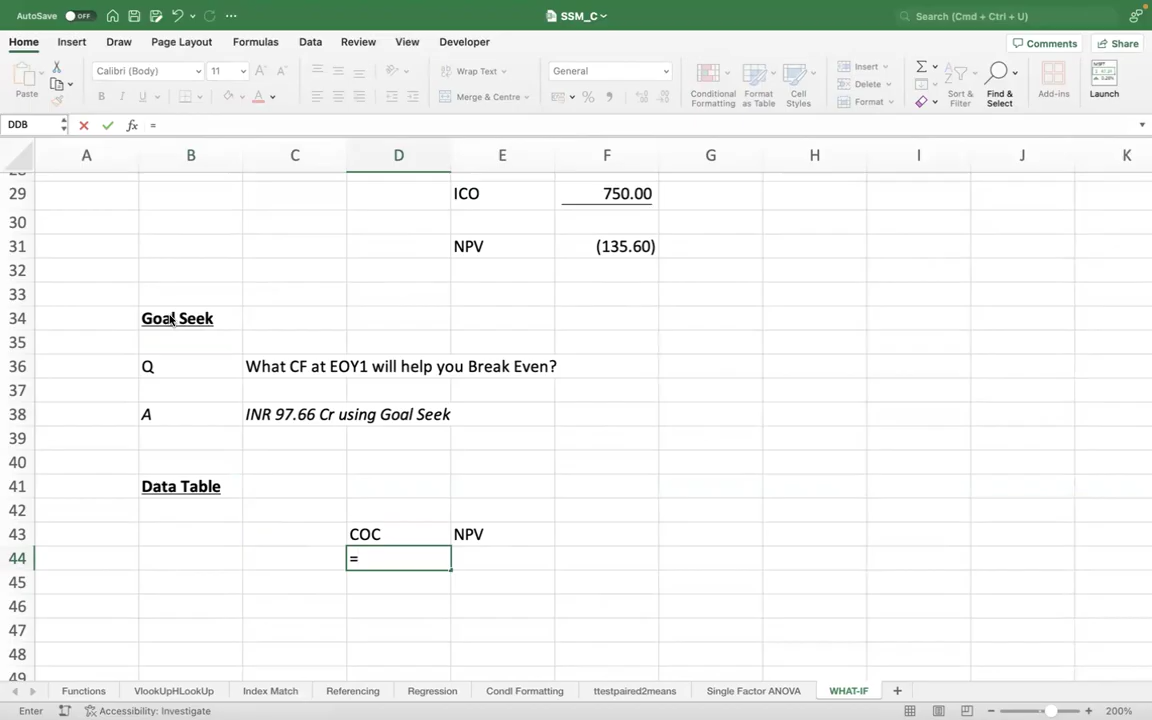 AutoSave OFF ... SSM_C Search (Cmd + Ctrl + U)
Home Insert Draw Page Layout Formulas Data Review View Developer Comments Share
Paste Calibri (Body) 11 A A Wrap Text General Conditional Formatting Format as Table Cell Styles Insert Sort & Filter Find & Select Add-ins Launch
B I U A Merge & Centre % Delete
Format
DDB fx =
A B C D E F G H I J K
28
29 ICO 750.00
30
31 NPV (135.60)
32
33
34 Goal Seek
35
36 Q What CF at EOY1 will help you Break Even?
37
38 A INR 97.66 Cr using Goal Seek
39
40
41 Data Table
42
43 COC NPV
44 =
45
46
47
48
49
Functions VlookUpHLookUp Index Match Referencing Regression Condl Formatting ttestpaired2means Single Factor ANOVA WHAT-IF +
Enter Accessibility: Investigate 200%